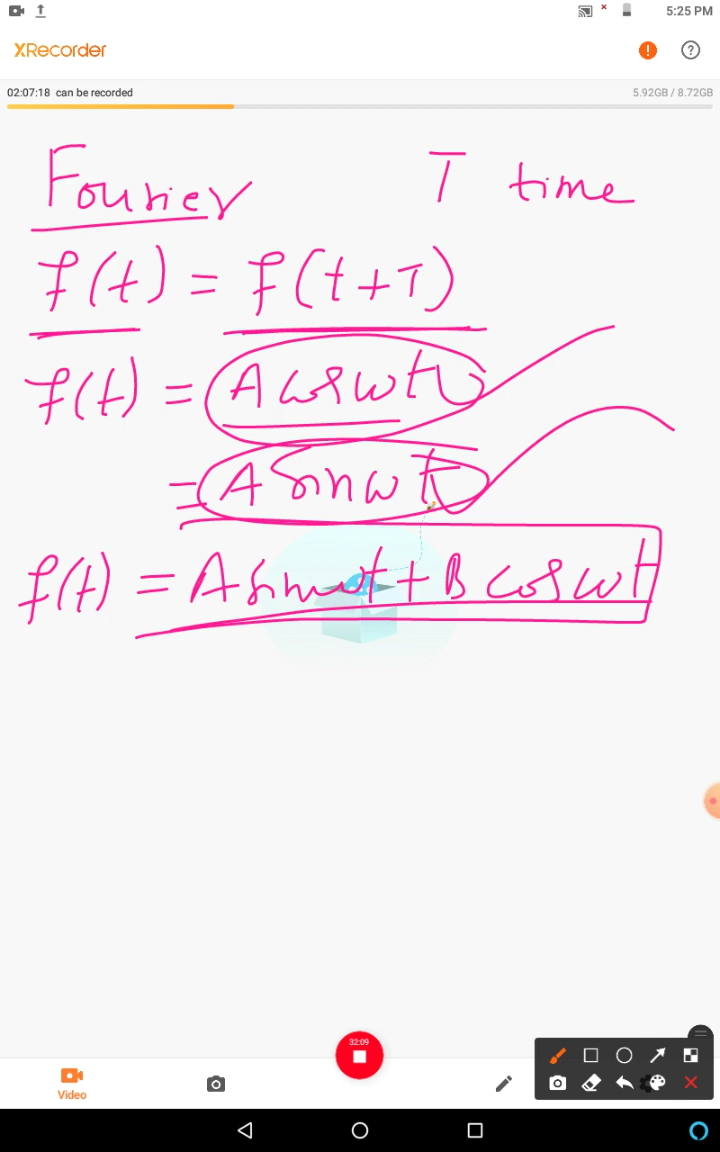 5:25 PM
XRecorder
02:07:18 can be recorded 5.92GB / 8.72GB
Fourier T time
f(t) = f(t+T)
f(t) = A cos ωt
= A sin ωt
f(t) = A sin ωt + B cos ωt
32:09
Video